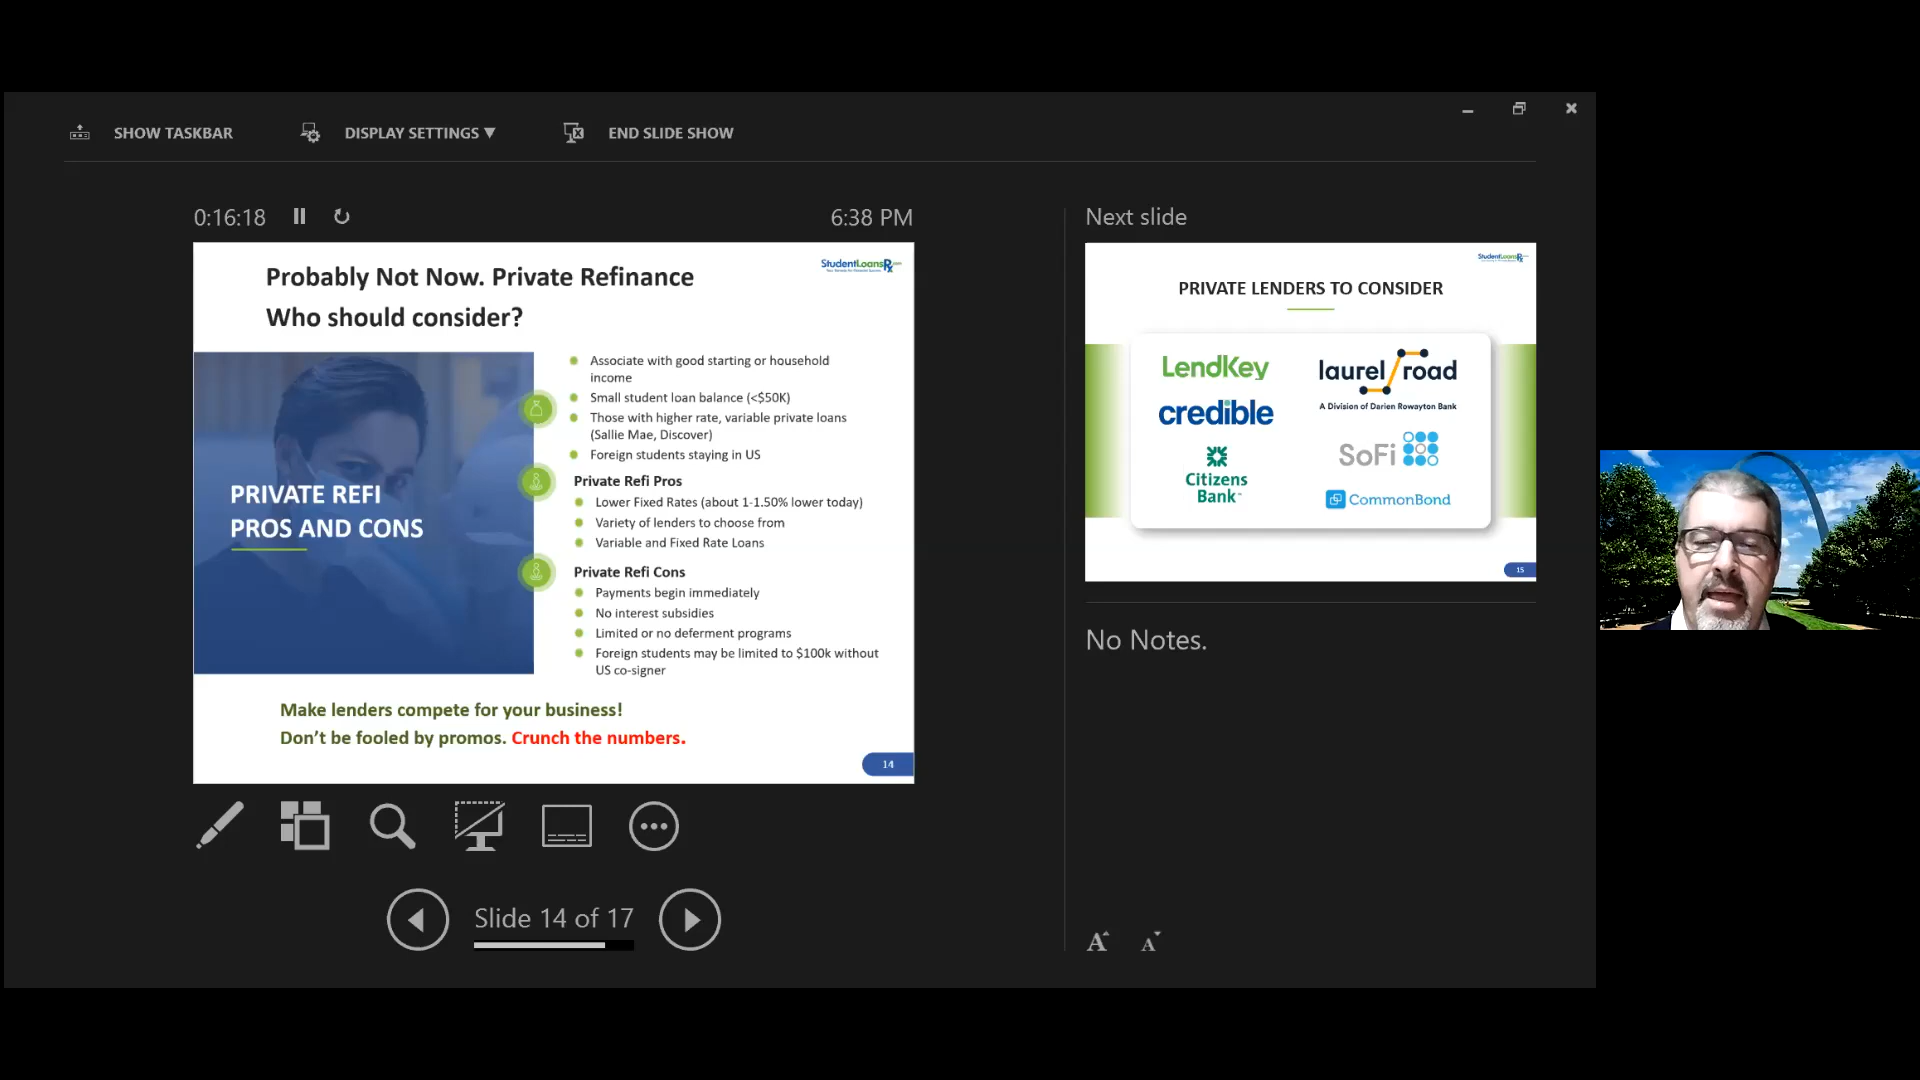 SHOW TASKBAR
DISPLAY SETTINGS ▼
END SLIDE SHOW
0:16:18
6:38 PM
Probably Not Now. Private Refinance
Who should consider?
StudentLoansRx
PRIVATE REFI
PROS AND CONS
Associate with good starting or household
income
Small student loan balance (<$50K)
Those with higher rate, variable private loans
(Sallie Mae, Discover)
Foreign students staying in US
Private Refi Pros
Lower Fixed Rates (about 1-1.50% lower today)
Variety of lenders to choose from
Variable and Fixed Rate Loans
Private Refi Cons
Payments begin immediately
No interest subsidies
Limited or no deferment programs
Foreign students may be limited to $100k without
US co-signer
Make lenders compete for your business!
Don't be fooled by promos. Crunch the numbers.
14
Slide 14 of 17
Next slide
StudentLoansRx
PRIVATE LENDERS TO CONSIDER
LendKey
laurel road
A Division of Darien Rowayton Bank
credible
SoFi
Citizens
Bank
CommonBond
15
No Notes.
A A